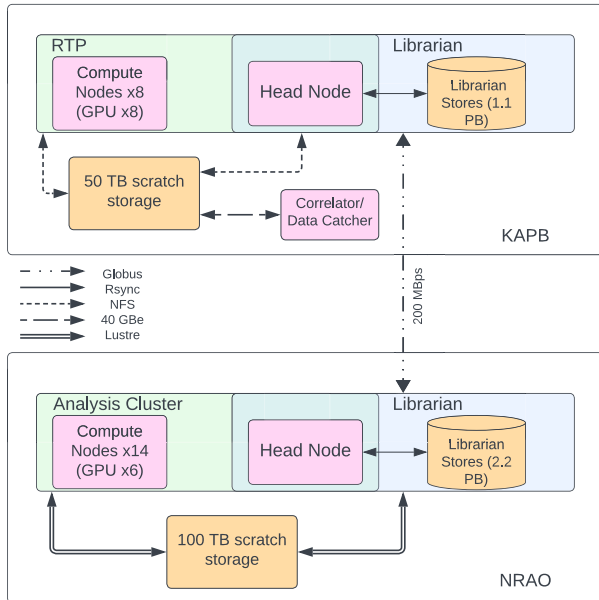 RTP
Librarian
Compute
Nodes x8
(GPU x8)
Head Node
Librarian
Stores (1.1
PB)
50 TB scratch
storage
Correlator/
Data Catcher
KAPB
Globus
Rsync
NFS
40 GBe
Lustre
200 MBps
Analysis Cluster
Librarian
Compute
Nodes x14
(GPU x6)
Head Node
Librarian
Stores (2.2
PB)
100 TB scratch
storage
NRAO